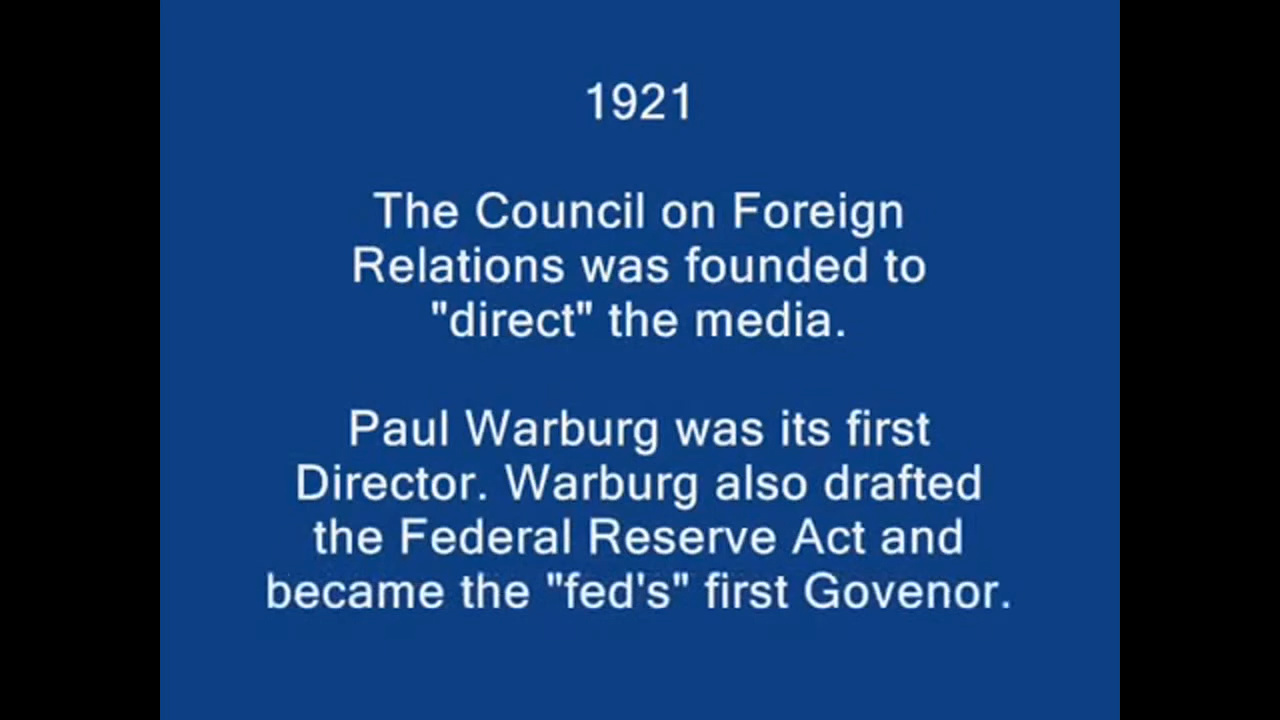 1921
The Council on Foreign
Relations was founded to
"direct" the media.
Paul Warburg was its first
Director. Warburg also drafted
the Federal Reserve Act and
became the "fed's" first Govenor.